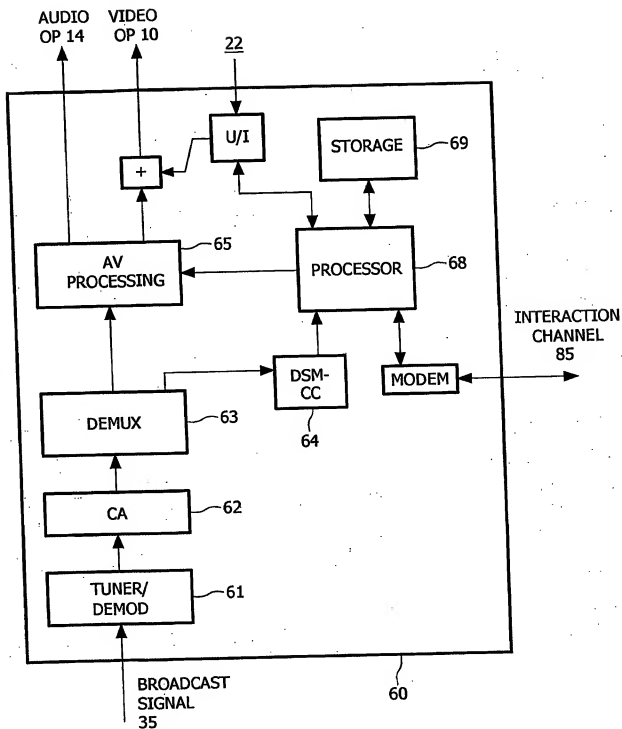 AUDIO
OP 14
VIDEO
OP 10
22
U/I
STORAGE
69
+
65
AV
PROCESSING
PROCESSOR
68
INTERACTION
CHANNEL
85
DSM-
CC
64
MODEM
DEMUX
63
CA
62
TUNER/
DEMOD
61
60
BROADCAST
SIGNAL
35